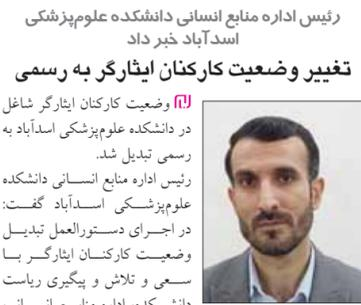 رئیس اداره منابع انسانی دانشکده علوم‌پزشکی
اسدآباد خبر داد
تغییر وضعیت کارکنان ایثارگر به رسمی
وضعیت کارکنان ایثارگر شاغل
در دانشکده علوم‌پزشکی اسدآباد به
رسمی تبدیل شد.
رئیس اداره منابع انسانی دانشکده
علوم‌پزشکی اسدآباد گفت:
در اجرای دستورالعمل تبدیل
وضعیت کارکنان ایثارگر با
سعی و تلاش و پیگیری ریاست